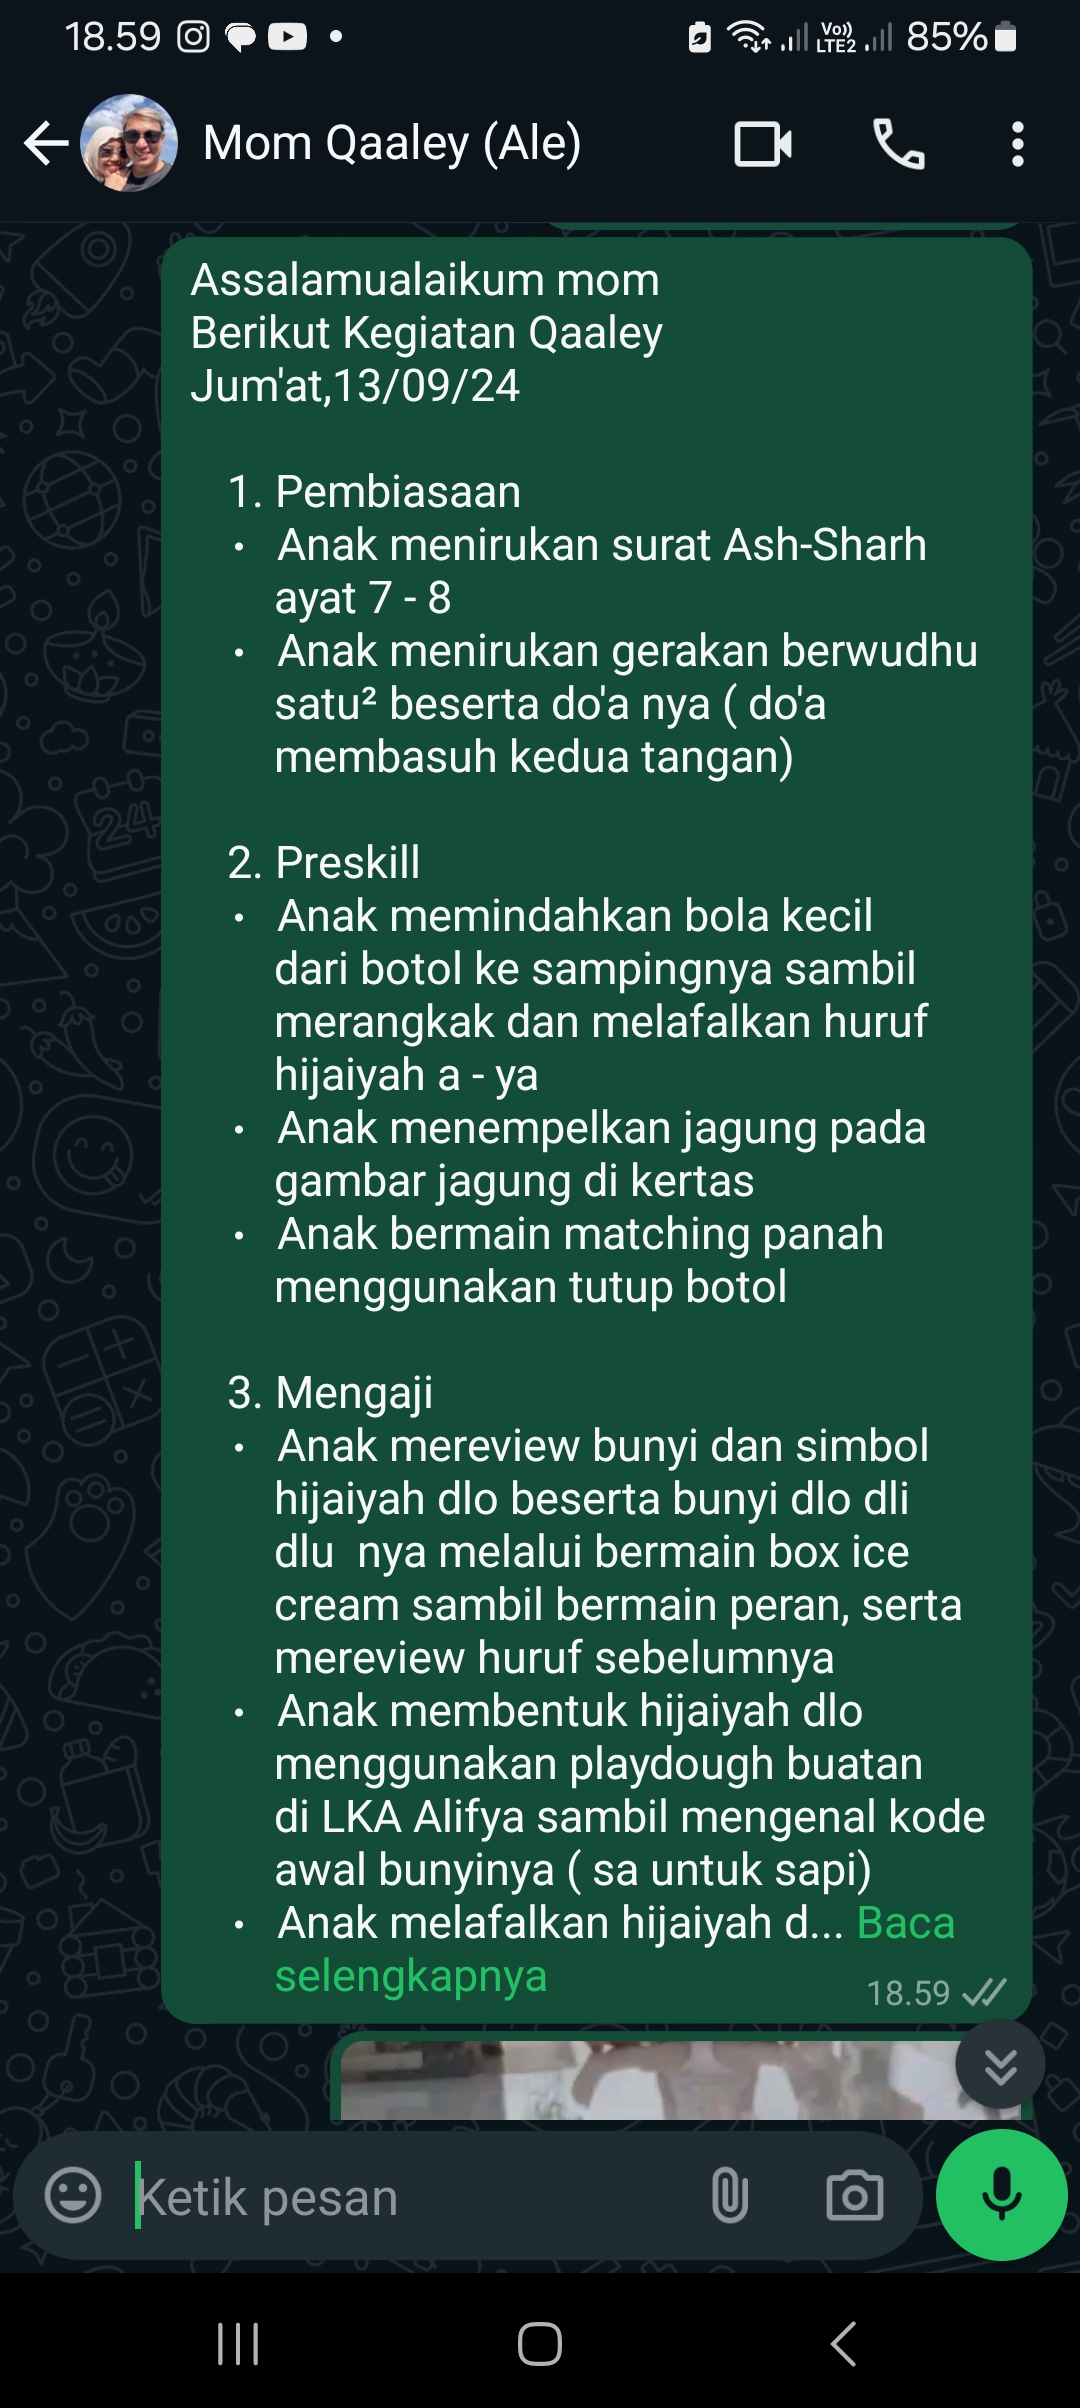 18.59
Vo))
LTE2
85%
Mom Qaaley (Ale)
Assalamualaikum mom
Berikut Kegiatan Qaaley
Jum'at,13/09/24
1. Pembiasaan
• Anak menirukan surat Ash-Sharh
ayat 7 - 8
• Anak menirukan gerakan berwudhu
satu² beserta do'a nya ( do'a
membasuh kedua tangan)
2. Preskill
• Anak memindahkan bola kecil
dari botol ke sampingnya sambil
merangkak dan melafalkan huruf
hijaiyah a - ya
• Anak menempelkan jagung pada
gambar jagung di kertas
• Anak bermain matching panah
menggunakan tutup botol
3. Mengaji
• Anak mereview bunyi dan simbol
hijaiyah dlo beserta bunyi dlo dli
dlu  nya melalui bermain box ice
cream sambil bermain peran, serta
mereview huruf sebelumnya
• Anak membentuk hijaiyah dlo
menggunakan playdough buatan
di LKA Alifya sambil mengenal kode
awal bunyinya ( sa untuk sapi)
• Anak melafalkan hijaiyah d... Baca
selengkapnya
18.59
Ketik pesan